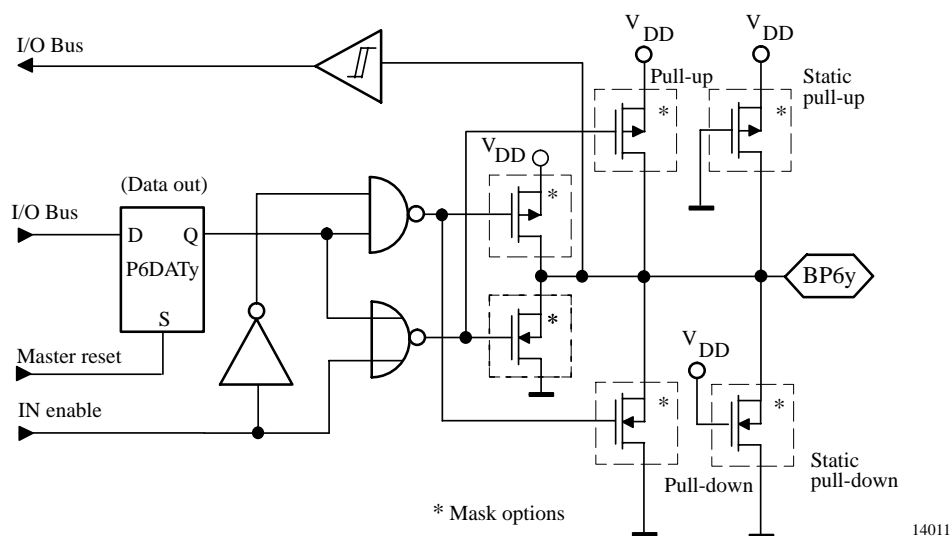 I/O Bus
V DD
V DD
Pull-up
Static
pull-up
*
*
V DD
*
(Data out)
I/O Bus
D
Q
P6DATy
S
BP6y
*
Master reset
V DD
IN enable
*
*
Pull-down
Static
pull-down
* Mask options
14011